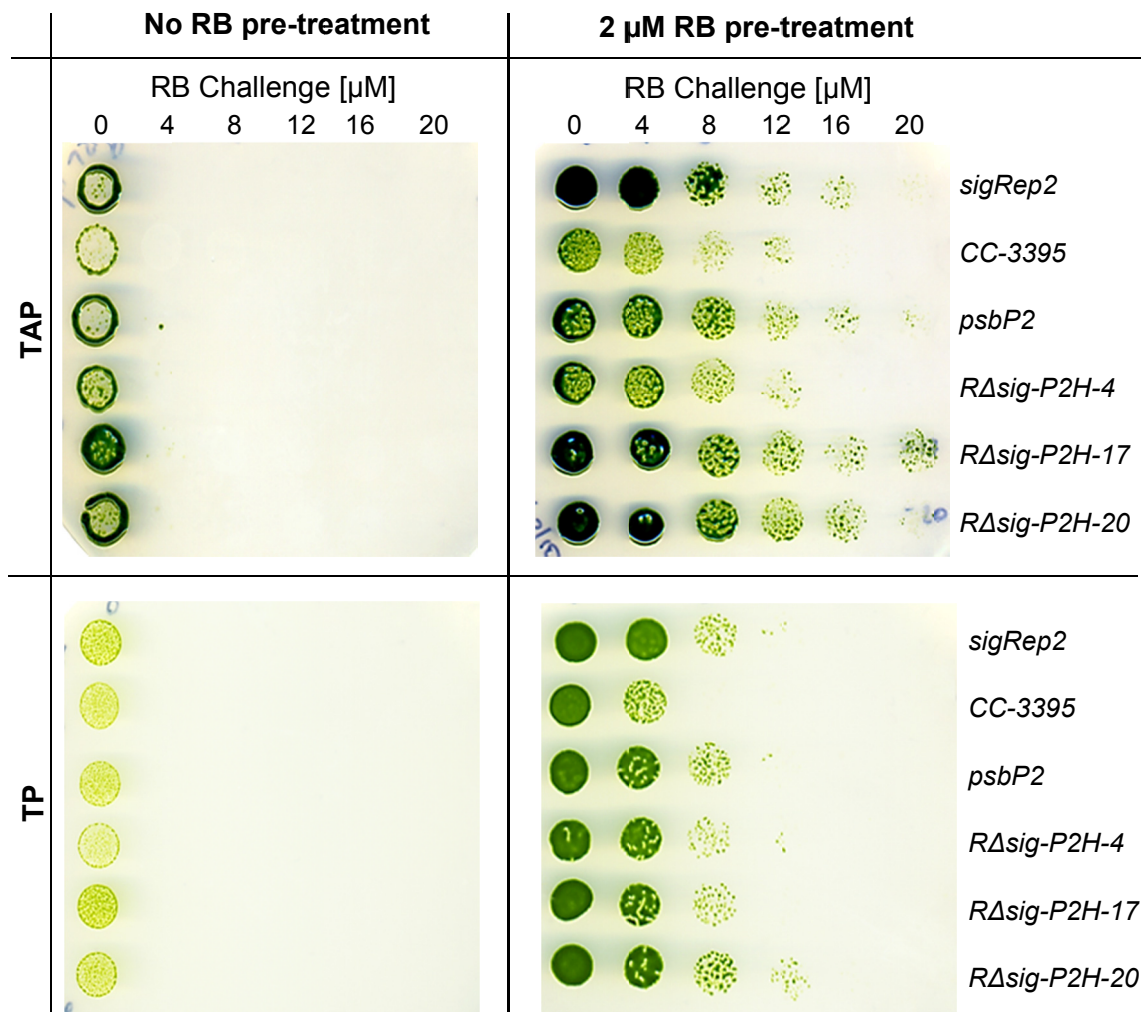 No RB pre-treatment
2 µM RB pre-treatment
RB Challenge [µM]
0 4 8 12 16 20
RB Challenge [µM]
0 4 8 12 16 20
TAP
sigRep2
CC-3395
psbP2
RΔsig-P2H-4
RΔsig-P2H-17
RΔsig-P2H-20
TP
sigRep2
CC-3395
psbP2
RΔsig-P2H-4
RΔsig-P2H-17
RΔsig-P2H-20